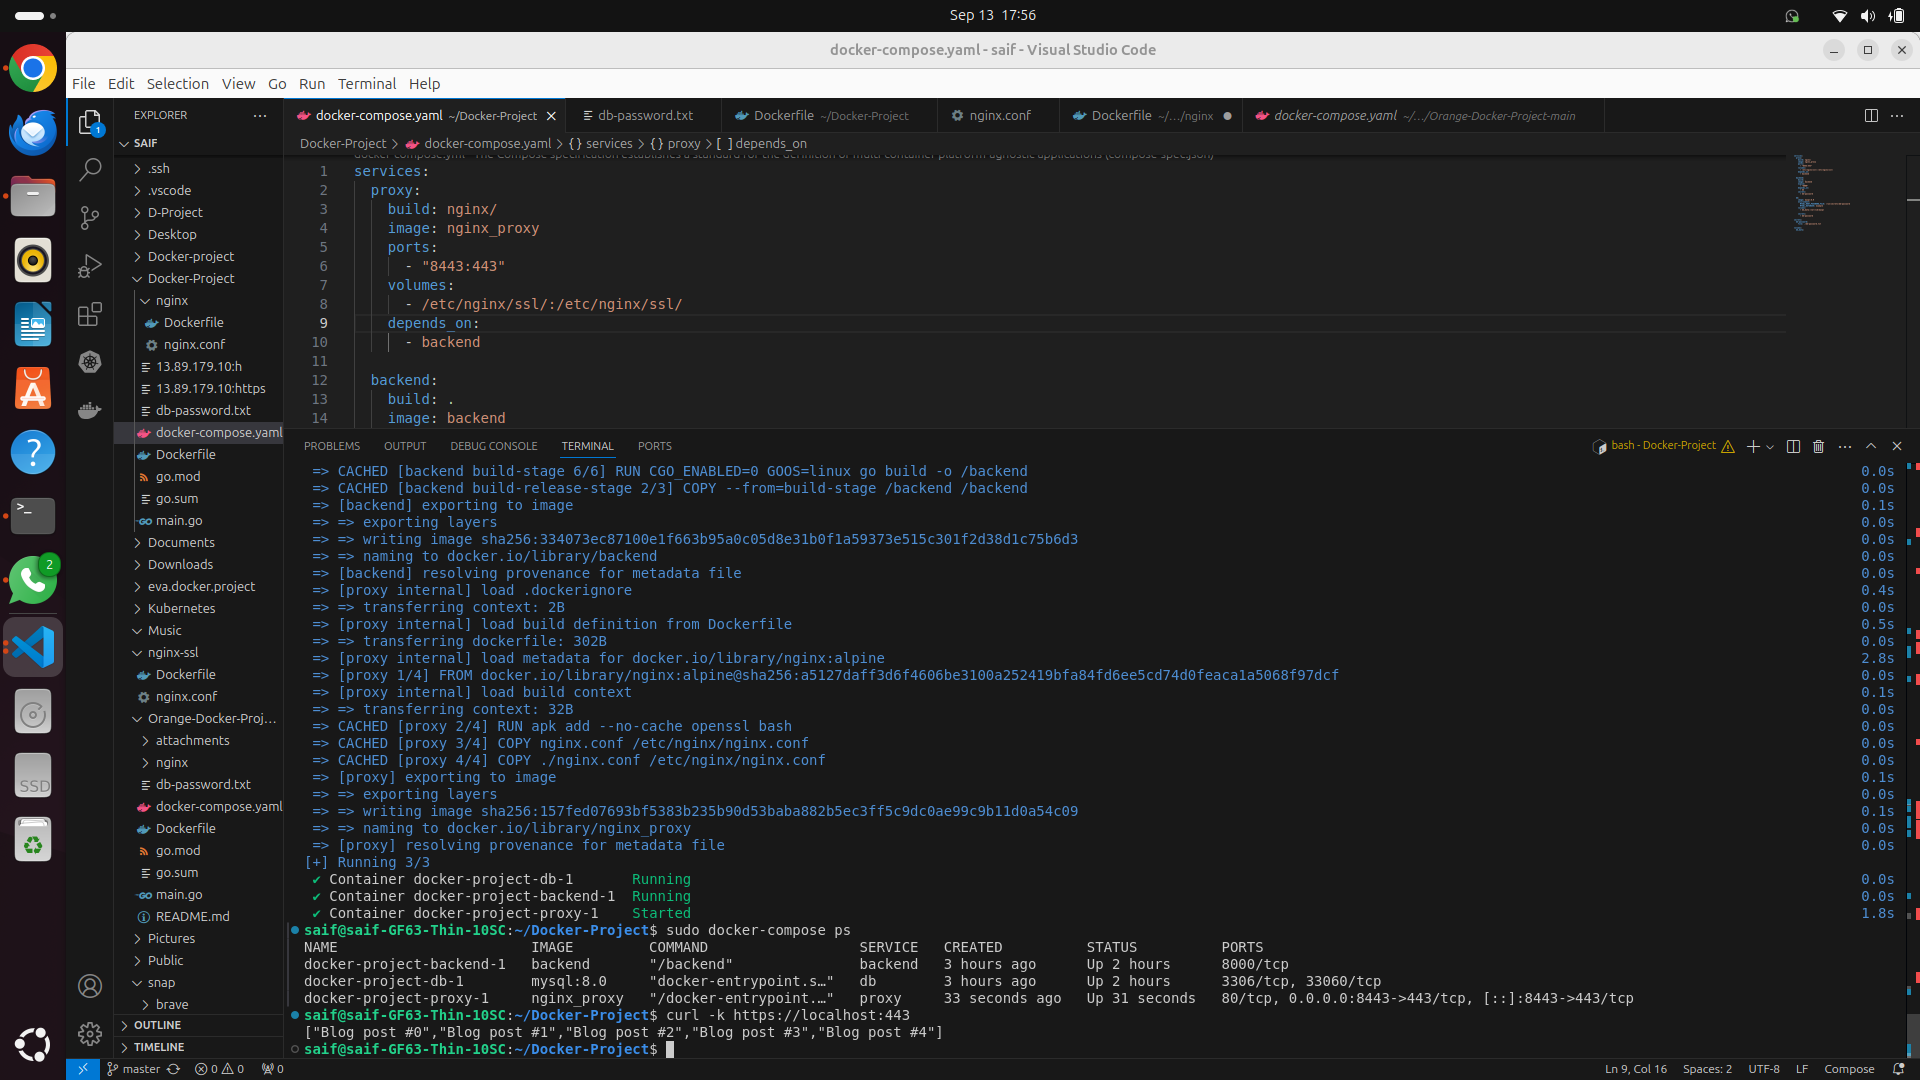 Sep 13 17:56
docker-compose.yaml - saif - Visual Studio Code
File Edit Selection View Go Run Terminal Help
EXPLORER
docker-compose.yaml ~/Docker-Project
db-password.txt
Dockerfile ~/Docker-Project
nginx.conf
Dockerfile ~/.../nginx
docker-compose.yaml ~/.../Orange-Docker-Project-main
Docker-Project > docker-compose.yaml > {} services > {} proxy > [ ] depends_on
1
SAIF
.ssh
.vscode
D-Project
Desktop
Docker-project
Docker-Project
nginx
Dockerfile
nginx.conf
13.89.179.10:h
13.89.179.10:https
db-password.txt
docker-compose.yaml
Dockerfile
go.mod
go.sum
main.go
Documents
Downloads
eva.docker.project
Kubernetes
Music
nginx-ssl
Dockerfile
nginx.conf
Orange-Docker-Proj...
attachments
nginx
db-password.txt
docker-compose.yaml
Dockerfile
go.mod
go.sum
main.go
README.md
Pictures
Public
snap
brave
OUTLINE
TIMELINE
docker-compose.yml - The Compose specification establishes a standard for the definition of multi-container platform-agnostic applications (compose-spec.json)
1 services:
2 proxy:
3 build: nginx/
4 image: nginx_proxy
5 ports:
6 - "8443:443"
7 volumes:
8 - /etc/nginx/ssl/:/etc/nginx/ssl/
9 depends_on:
10 - backend
11
12 backend:
13 build: .
14 image: backend
PROBLEMS OUTPUT DEBUG CONSOLE TERMINAL PORTS
bash - Docker-Project
=> CACHED [backend build-stage 6/6] RUN CGO_ENABLED=0 GOOS=linux go build -o /backend 0.0s
=> CACHED [backend build-release-stage 2/3] COPY --from=build-stage /backend /backend 0.0s
=> [backend] exporting to image 0.1s
=> => exporting layers 0.0s
=> => writing image sha256:334073ec87100e1f663b95a0c05d8e31b0f1a59373e515c301f2d38d1c75b6d3 0.0s
=> => naming to docker.io/library/backend 0.0s
=> [backend] resolving provenance for metadata file 0.0s
=> [proxy internal] load .dockerignore 0.4s
=> => transferring context: 2B 0.0s
=> [proxy internal] load build definition from Dockerfile 0.5s
=> => transferring dockerfile: 302B 0.0s
=> [proxy internal] load metadata for docker.io/library/nginx:alpine 2.8s
=> [proxy 1/4] FROM docker.io/library/nginx:alpine@sha256:a5127daff3d6f4606be3100a252419bfa84fd6ee5cd74d0feaca1a5068f97dcf 0.0s
=> [proxy internal] load build context 0.1s
=> => transferring context: 32B 0.0s
=> CACHED [proxy 2/4] RUN apk add --no-cache openssl bash 0.0s
=> CACHED [proxy 3/4] COPY nginx.conf /etc/nginx/nginx.conf 0.0s
=> CACHED [proxy 4/4] COPY ./nginx.conf /etc/nginx/nginx.conf 0.0s
=> [proxy] exporting to image 0.1s
=> => exporting layers 0.0s
=> => writing image sha256:157fed07693bf5383b235b90d53baba882b5ec3ff5c9dc0ae99c9b11d0a54c09 0.1s
=> => naming to docker.io/library/nginx_proxy 0.0s
=> [proxy] resolving provenance for metadata file 0.0s
[+] Running 3/3
✔ Container docker-project-db-1 Running 0.0s
✔ Container docker-project-backend-1 Running 0.0s
✔ Container docker-project-proxy-1 Started 1.8s
saif@saif-GF63-Thin-10SC:~/Docker-Project$ sudo docker-compose ps
NAME IMAGE COMMAND SERVICE CREATED STATUS PORTS
docker-project-backend-1 backend "/backend" backend 3 hours ago Up 2 hours 8000/tcp
docker-project-db-1 mysql:8.0 "docker-entrypoint.s…" db 3 hours ago Up 2 hours 3306/tcp, 33060/tcp
docker-project-proxy-1 nginx_proxy "/docker-entrypoint.…" proxy 33 seconds ago Up 31 seconds 80/tcp, 0.0.0.0:8443->443/tcp, [::]:8443->443/tcp
saif@saif-GF63-Thin-10SC:~/Docker-Project$ curl -k https://localhost:443
["Blog post #0","Blog post #1","Blog post #2","Blog post #3","Blog post #4"]
saif@saif-GF63-Thin-10SC:~/Docker-Project$
2
SSD
master 0 0 0
Ln 9, Col 16 Spaces: 2 UTF-8 LF Compose